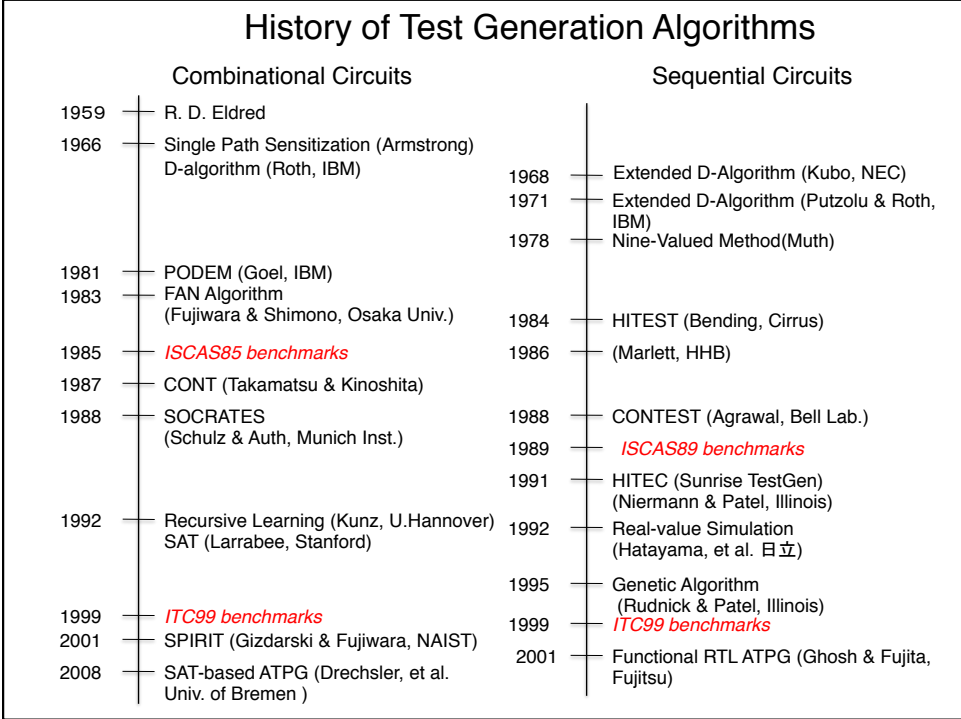 History of Test Generation Algorithms
Combinational Circuits
1959 R. D. Eldred
1966 Single Path Sensitization (Armstrong)
D-algorithm (Roth, IBM)
1981 PODEM (Goel, IBM)
1983 FAN Algorithm
(Fujiwara & Shimono, Osaka Univ.)
1985 ISCAS85 benchmarks
1987 CONT (Takamatsu & Kinoshita)
1988 SOCRATES
(Schulz & Auth, Munich Inst.)
1992 Recursive Learning (Kunz, U.Hannover)
SAT (Larrabee, Stanford)
1999 ITC99 benchmarks
2001 SPIRIT (Gizdarski & Fujiwara, NAIST)
2008 SAT-based ATPG (Drechsler, et al.
Univ. of Bremen )
Sequential Circuits
1968 Extended D-Algorithm (Kubo, NEC)
1971 Extended D-Algorithm (Putzolu & Roth,
IBM)
1978 Nine-Valued Method(Muth)
1984 HITEST (Bending, Cirrus)
1986 (Marlett, HHB)
1988 CONTEST (Agrawal, Bell Lab.)
1989 ISCAS89 benchmarks
1991 HITEC (Sunrise TestGen)
(Niermann & Patel, Illinois)
1992 Real-value Simulation
(Hatayama, et al. 日立)
1995 Genetic Algorithm
(Rudnick & Patel, Illinois)
1999 ITC99 benchmarks
2001 Functional RTL ATPG (Ghosh & Fujita,
Fujitsu)